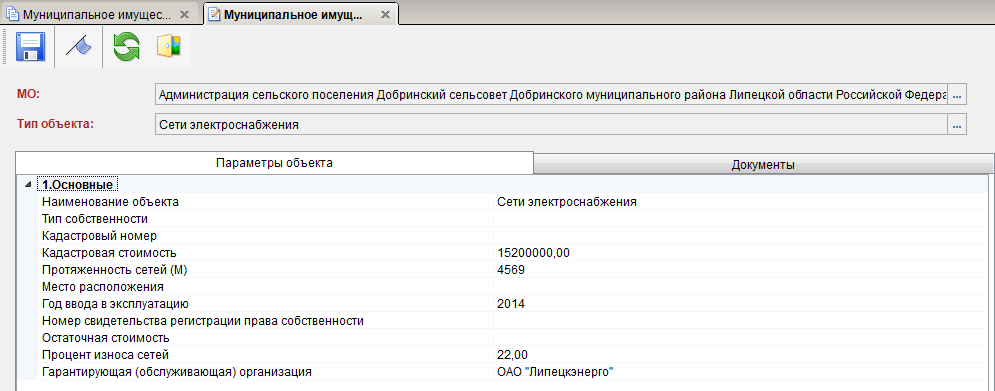 Муниципальное имущес...
Муниципальное имущ...
МО:
Администрация сельского поселения Добринский сельсовет Добринского муниципального района Липецкой области Российской Федера
...
Тип объекта:
Сети электроснабжения
...
Параметры объекта
Документы
1.Основные
Наименование объекта Сети электроснабжения
Тип собственности
Кадастровый номер
Кадастровая стоимость 15200000,00
Протяженность сетей (М) 4569
Место расположения
Год ввода в эксплуатацию 2014
Номер свидетельства регистрации права собственности
Остаточная стоимость
Процент износа сетей 22,00
Гарантирующая (обслуживающая) организация ОАО "Липецкэнерго"